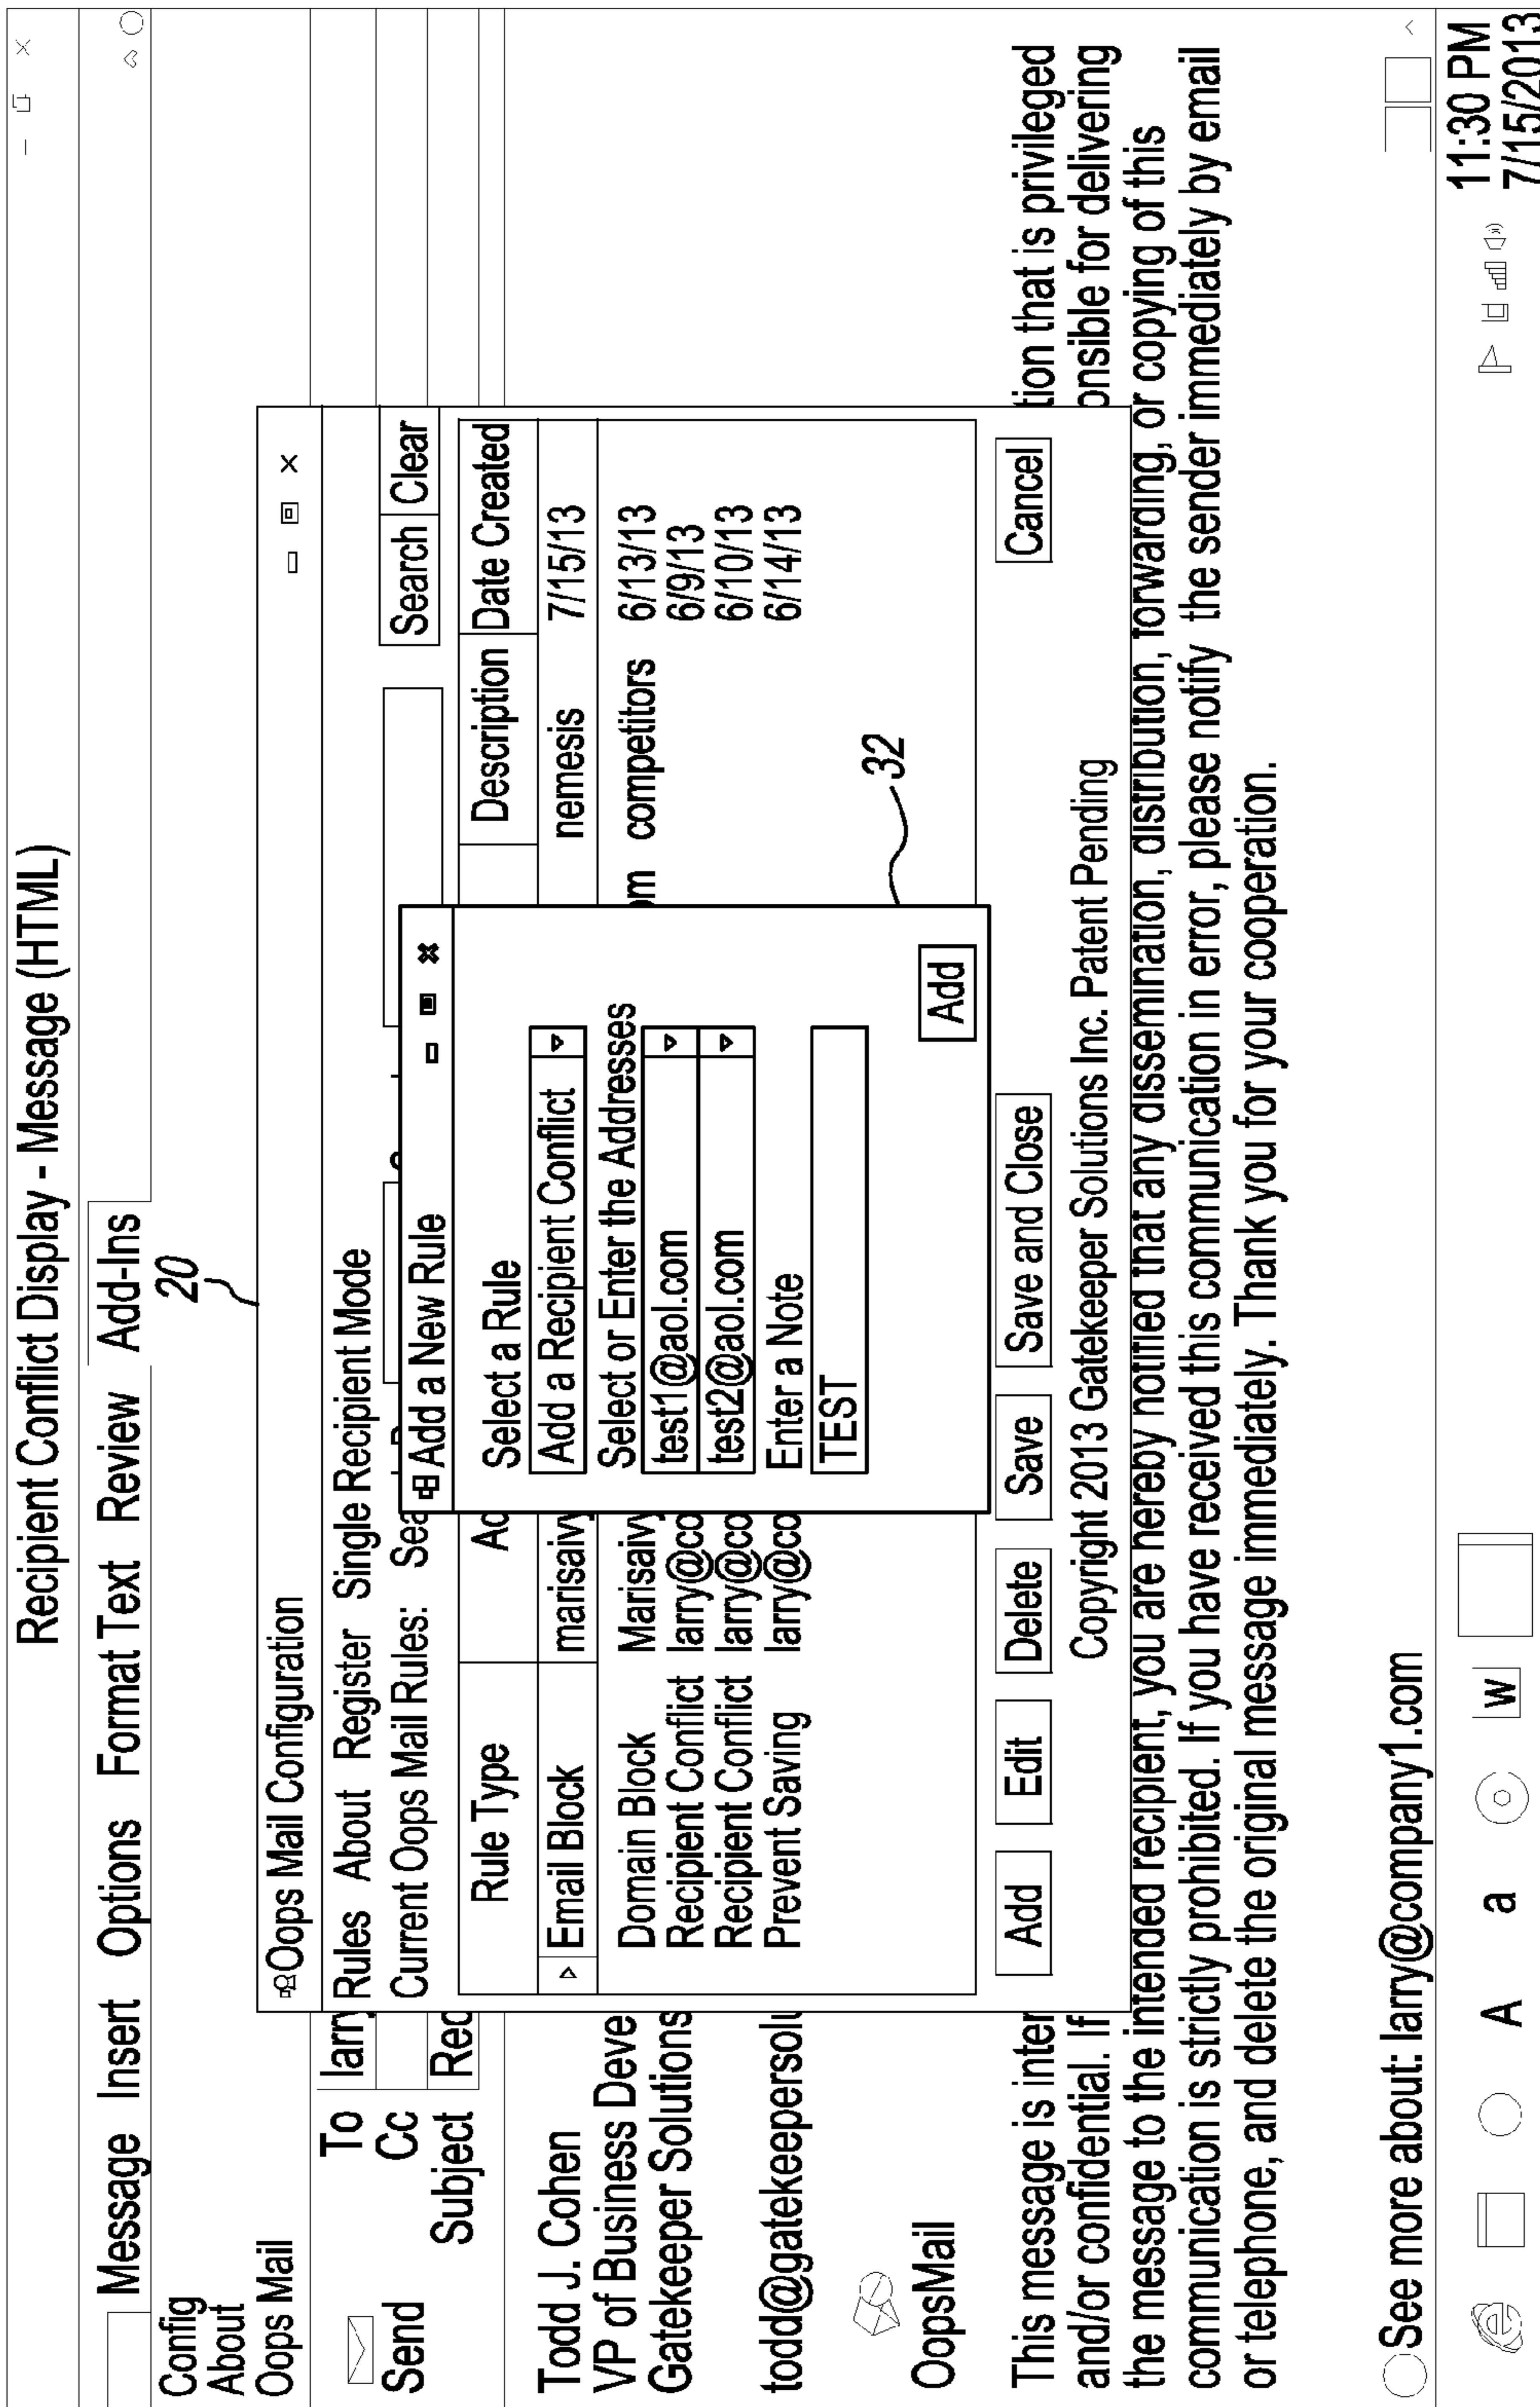 Recipient Conflict Display - Message (HTML)
Message Insert Options Format Text Review Add-Ins
Config
About
Oops Mail
20
Send
To larry
Cc
Subject Rec
Oops Mail Configuration
Rules About Register Single Recipient Mode
Current Oops Mail Rules: Sea
Search Clear
Rule Type Ad Description Date Created
Email Block marisaivy nemesis 7/15/13
Domain Block Marisaivy om competitors 6/13/13
Recipient Conflict larry@co 6/9/13
Recipient Conflict larry@co 6/10/13
Prevent Saving larry@co 6/14/13
Add a New Rule
Select a Rule
Add a Recipient Conflict
Select or Enter the Addresses
test1@aol.com
test2@aol.com
Enter a Note
TEST
Add
32
Add Edit Delete Save Save and Close Cancel
Copyright 2013 Gatekeeper Solutions Inc. Patent Pending
Todd J. Cohen
VP of Business Deve
Gatekeeper Solutions
todd@gatekeepersolu
OopsMail
This message is inten tion that is privileged
and/or confidential. If onsible for delivering
the message to the intended recipient, you are hereby notified that any dissemination, distribution, forwarding, or copying of this
communication is strictly prohibited. If you have received this communication in error, please notify the sender immediately by email
or telephone, and delete the original message immediately. Thank you for your cooperation.
See more about: larry@company1.com
e A a W
11:30 PM
7/15/2013